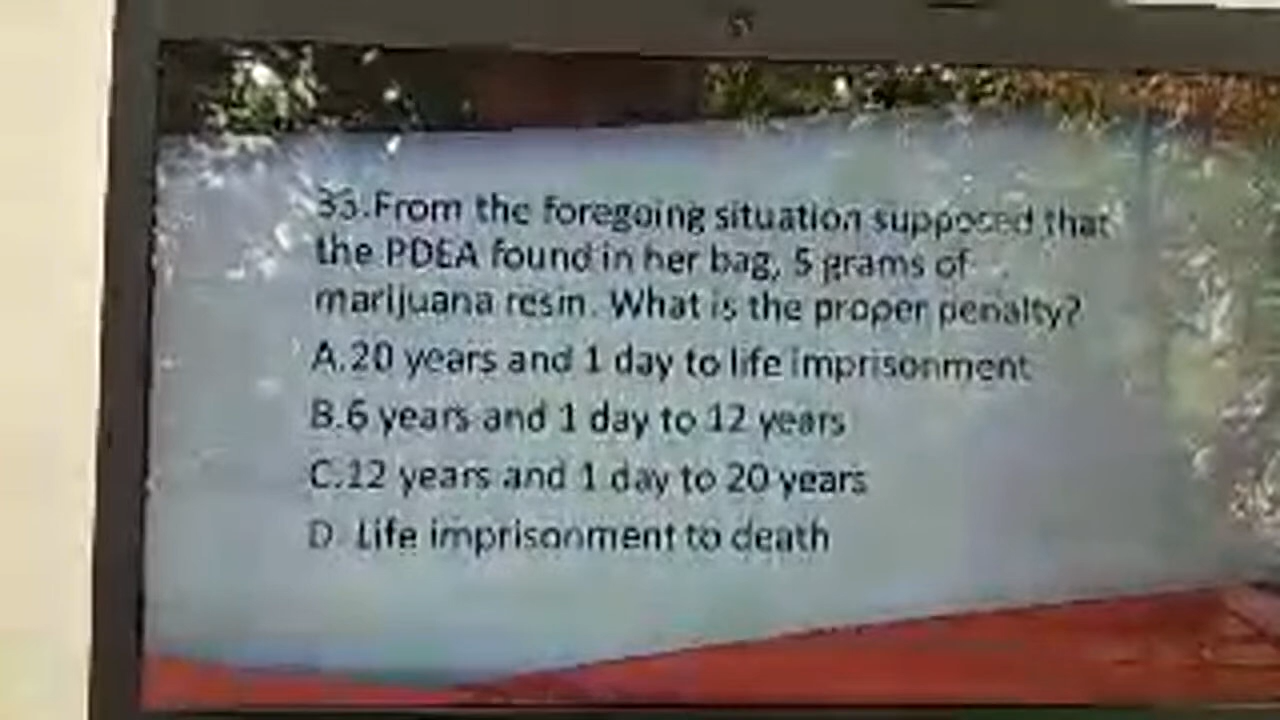 33.From the foregoing situation supposed that
the PDEA found in her bag, 5 grams of
marijuana resin. What is the proper penalty?
A.20 years and 1 day to life imprisonment
B.6 years and 1 day to 12 years
C.12 years and 1 day to 20 years
D. Life imprisonment to death